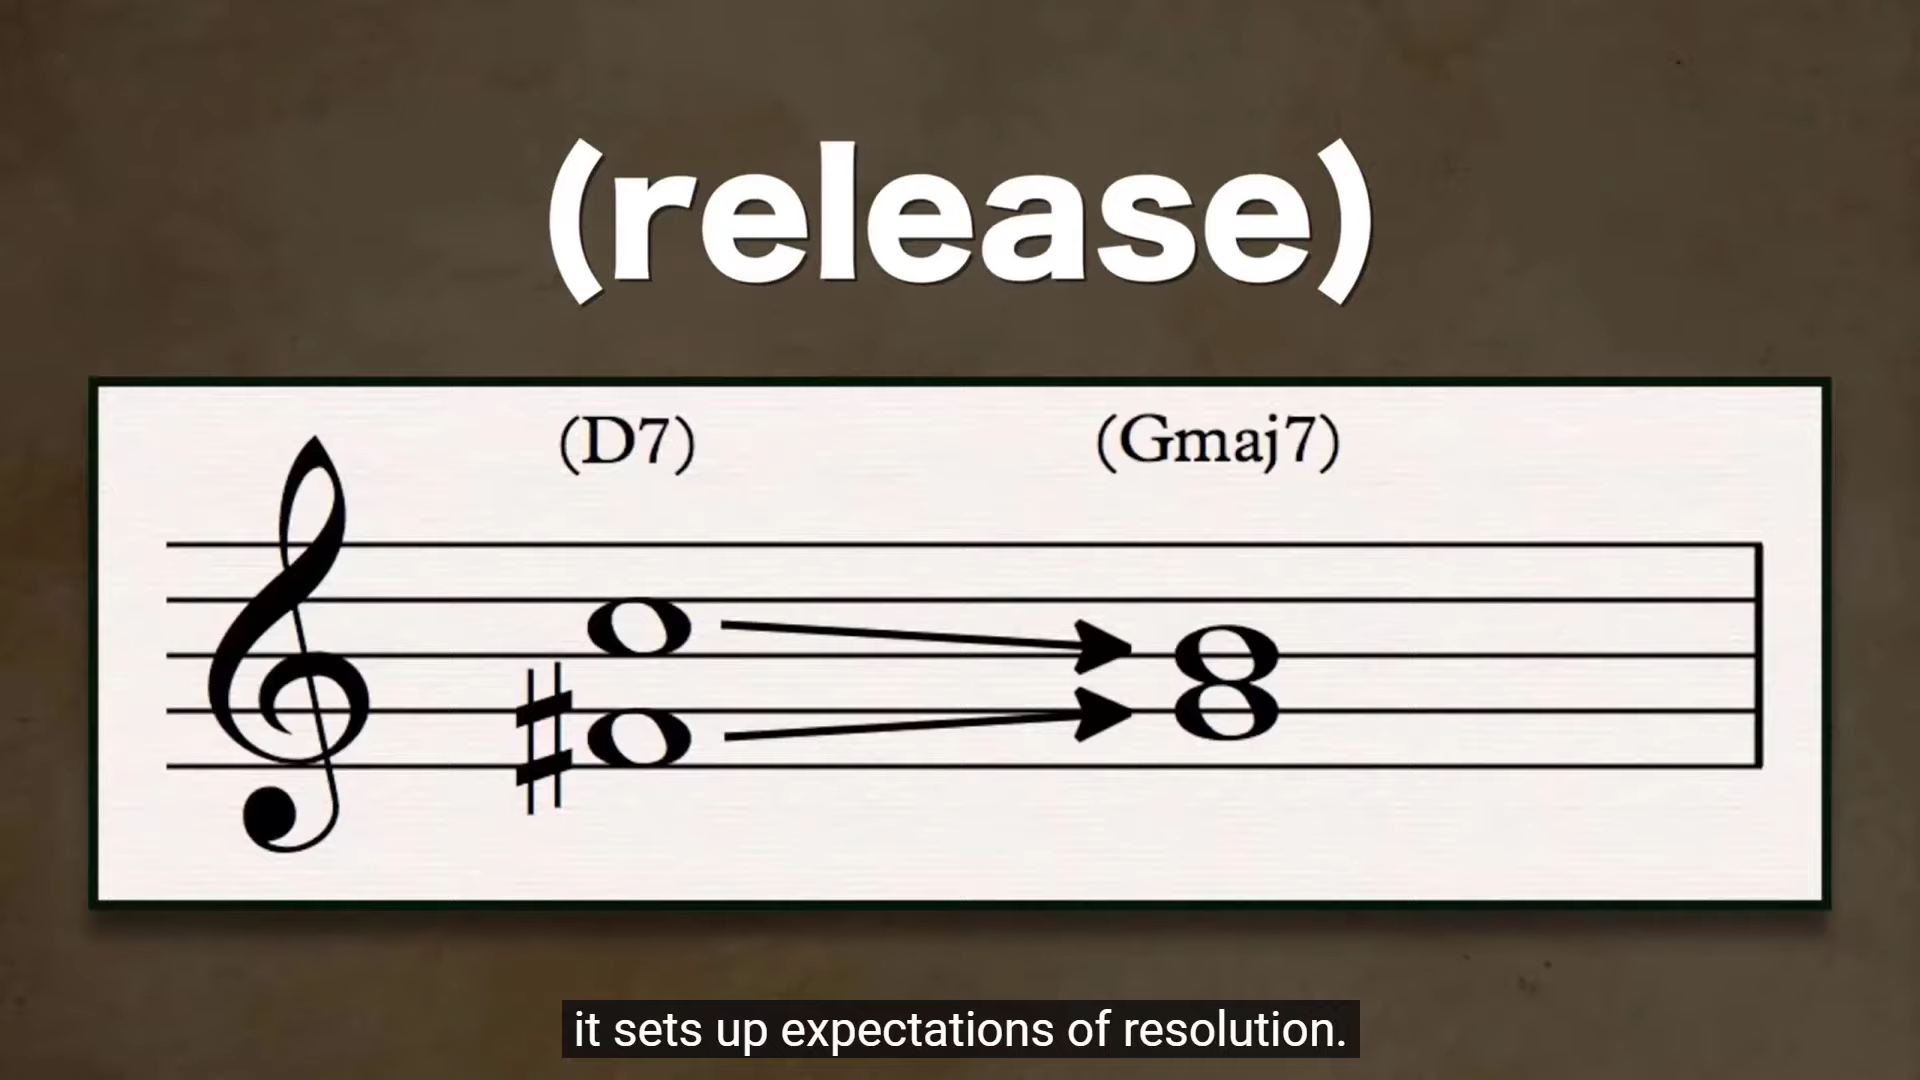 (release)
(D7) (Gmaj7)
it sets up expectations of resolution.